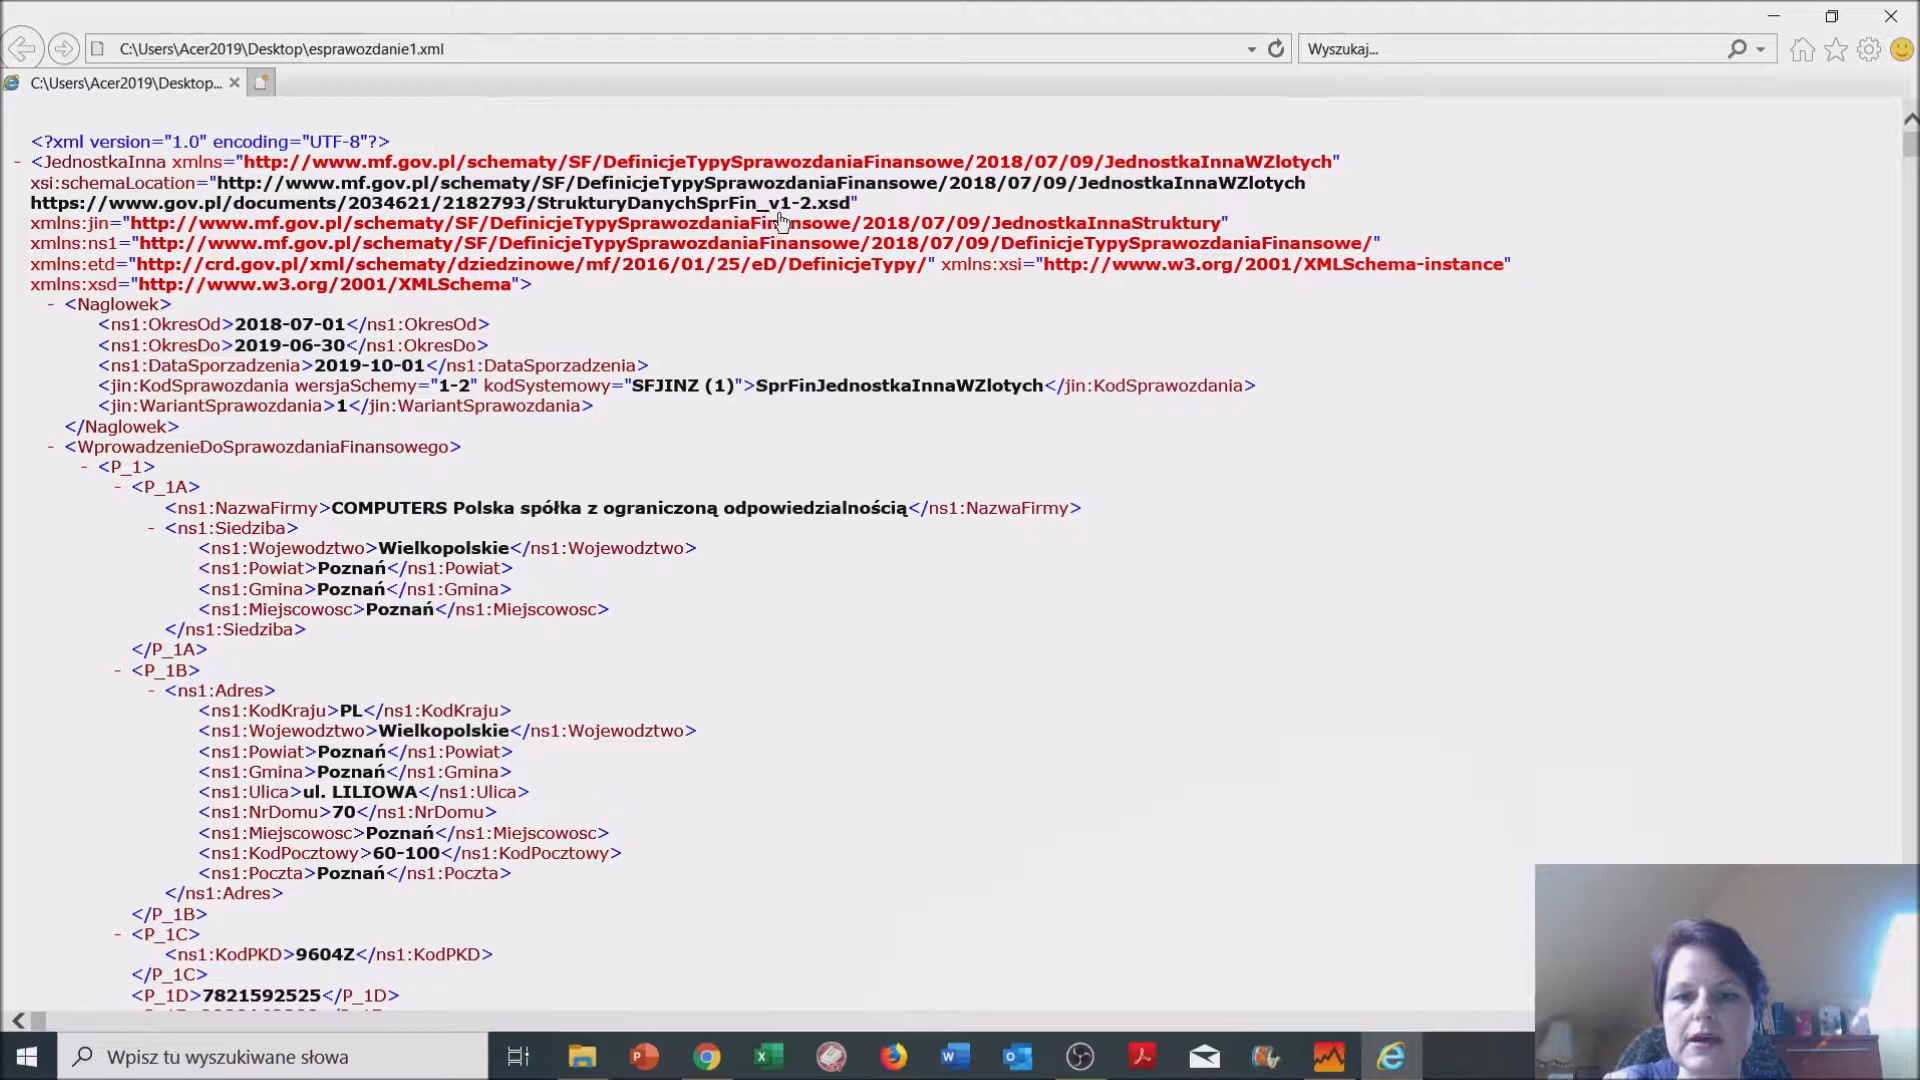 C:\Users\Acer2019\Desktop\esprawozdanie1.xml
Wyszukaj...
C:\Users\Acer2019\Desktop...
<?xml version="1.0" encoding="UTF-8"?>
- <JednostkaInna xmlns="http://www.mf.gov.pl/schematy/SF/DefinicjeTypySprawozdaniaFinansowe/2018/07/09/JednostkaInnaWZlotych"
xsi:schemaLocation="http://www.mf.gov.pl/schematy/SF/DefinicjeTypySprawozdaniaFinansowe/2018/07/09/JednostkaInnaWZlotych
https://www.gov.pl/documents/2034621/2182793/StrukturyDanychSprFin_v1-2.xsd"
xmlns:jin="http://www.mf.gov.pl/schematy/SF/DefinicjeTypySprawozdaniaFinansowe/2018/07/09/JednostkaInnaStruktury"
xmlns:ns1="http://www.mf.gov.pl/schematy/SF/DefinicjeTypySprawozdaniaFinansowe/2018/07/09/DefinicjeTypySprawozdaniaFinansowe/"
xmlns:etd="http://crd.gov.pl/xml/schematy/dziedzinowe/mf/2016/01/25/eD/DefinicjeTypy/" xmlns:xsi="http://www.w3.org/2001/XMLSchema-instance"
xmlns:xsd="http://www.w3.org/2001/XMLSchema">
- <Naglowek>
<ns1:OkresOd>2018-07-01</ns1:OkresOd>
<ns1:OkresDo>2019-06-30</ns1:OkresDo>
<ns1:DataSporzadzenia>2019-10-01</ns1:DataSporzadzenia>
<jin:KodSprawozdania wersjaSchemy="1-2" kodSystemowy="SFJINZ (1)">SprFinJednostkaInnaWZlotych</jin:KodSprawozdania>
<jin:WariantSprawozdania>1</jin:WariantSprawozdania>
</Naglowek>
- <WprowadzenieDoSprawozdaniaFinansowego>
- <P_1>
- <P_1A>
<ns1:NazwaFirmy>COMPUTERS Polska spółka z ograniczoną odpowiedzialnością</ns1:NazwaFirmy>
- <ns1:Siedziba>
<ns1:Wojewodztwo>Wielkopolskie</ns1:Wojewodztwo>
<ns1:Powiat>Poznań</ns1:Powiat>
<ns1:Gmina>Poznań</ns1:Gmina>
<ns1:Miejscowosc>Poznań</ns1:Miejscowosc>
</ns1:Siedziba>
</P_1A>
- <P_1B>
- <ns1:Adres>
<ns1:KodKraju>PL</ns1:KodKraju>
<ns1:Wojewodztwo>Wielkopolskie</ns1:Wojewodztwo>
<ns1:Powiat>Poznań</ns1:Powiat>
<ns1:Gmina>Poznań</ns1:Gmina>
<ns1:Ulica>ul. LILIOWA</ns1:Ulica>
<ns1:NrDomu>70</ns1:NrDomu>
<ns1:Miejscowosc>Poznań</ns1:Miejscowosc>
<ns1:KodPocztowy>60-100</ns1:KodPocztowy>
<ns1:Poczta>Poznań</ns1:Poczta>
</ns1:Adres>
</P_1B>
- <P_1C>
<ns1:KodPKD>9604Z</ns1:KodPKD>
</P_1C>
<P_1D>7821592525</P_1D>
Wpisz tu wyszukiwane słowa